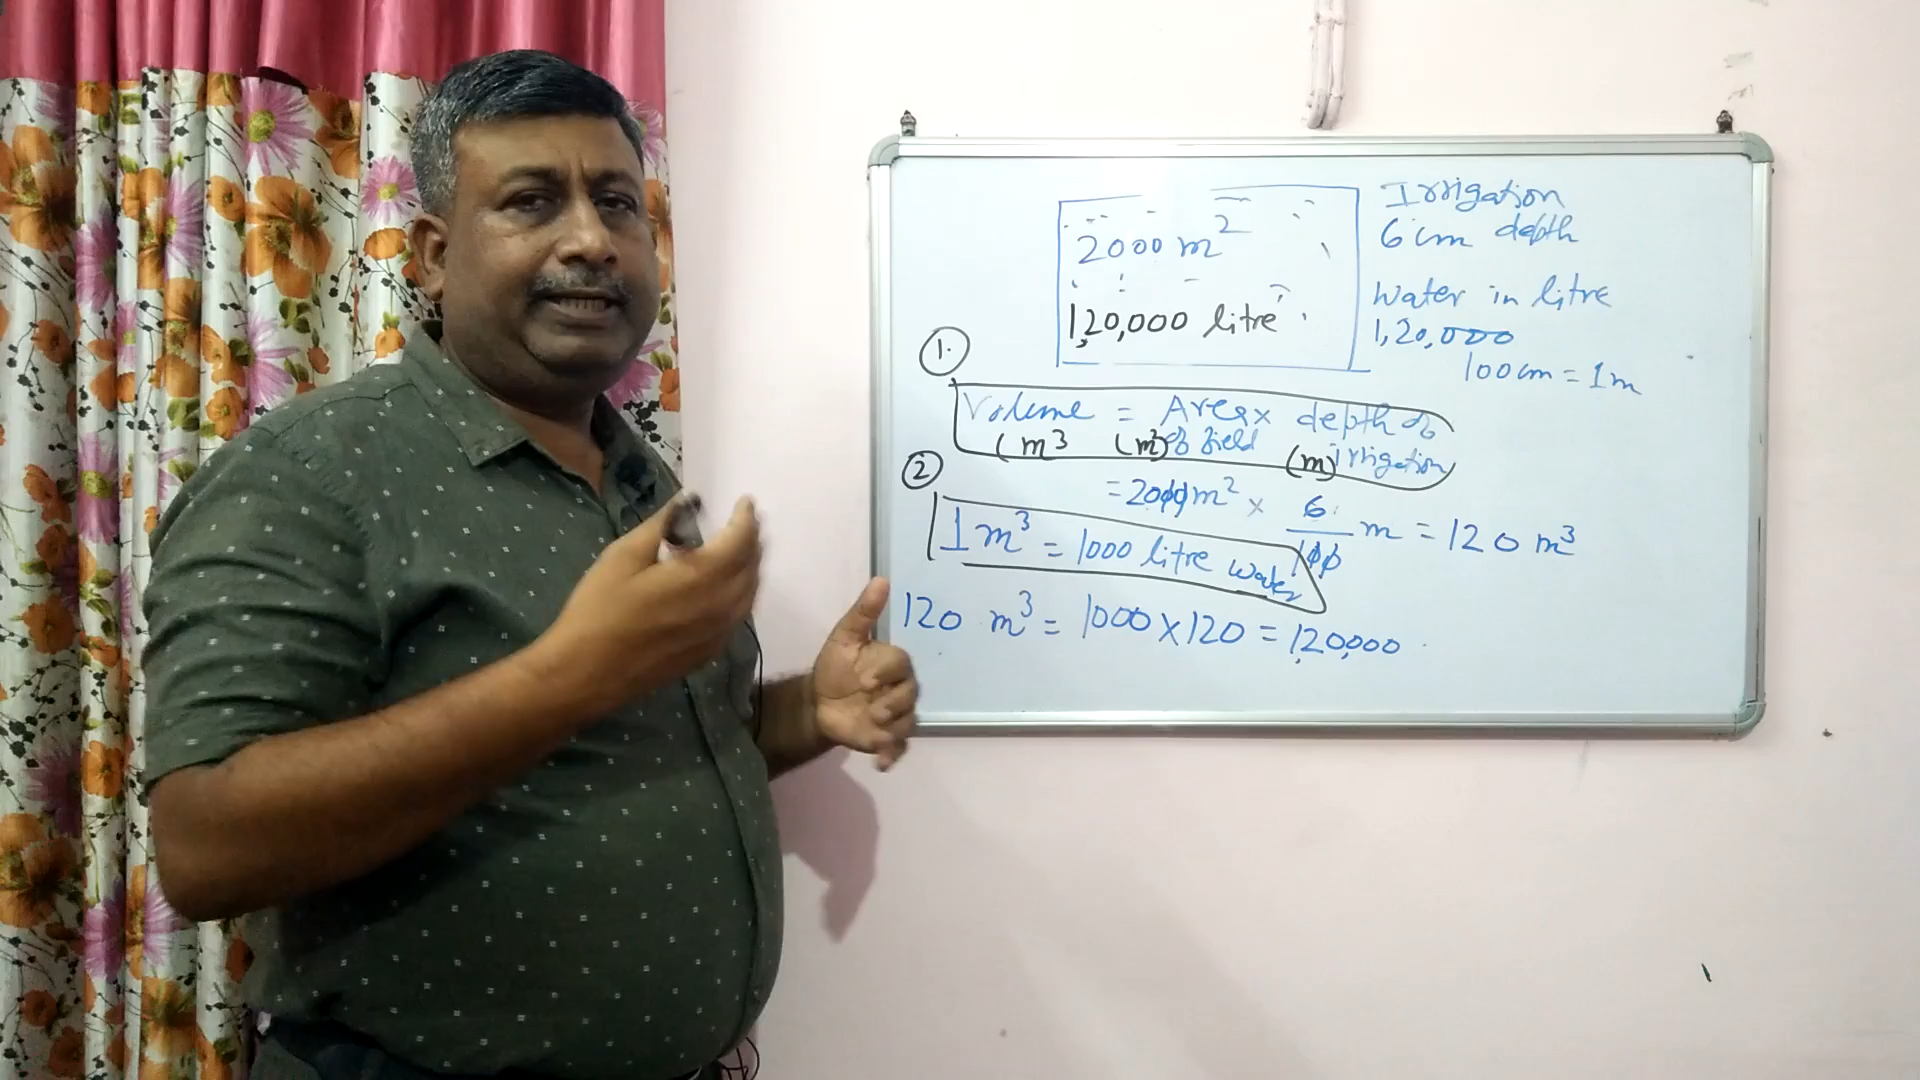 2000 m²
120,000 litre
Irrigation
6 cm depth
Water in litre
1,20,000
100 cm = 1 m
1.
Volume = Area x depth of
(m³ (m²) of field (m) irrigation
2
= 2000 m² x 6/100 m = 120 m³
1 m³ = 1000 litre water
120 m³ = 1000 x 120 = 1,20,000